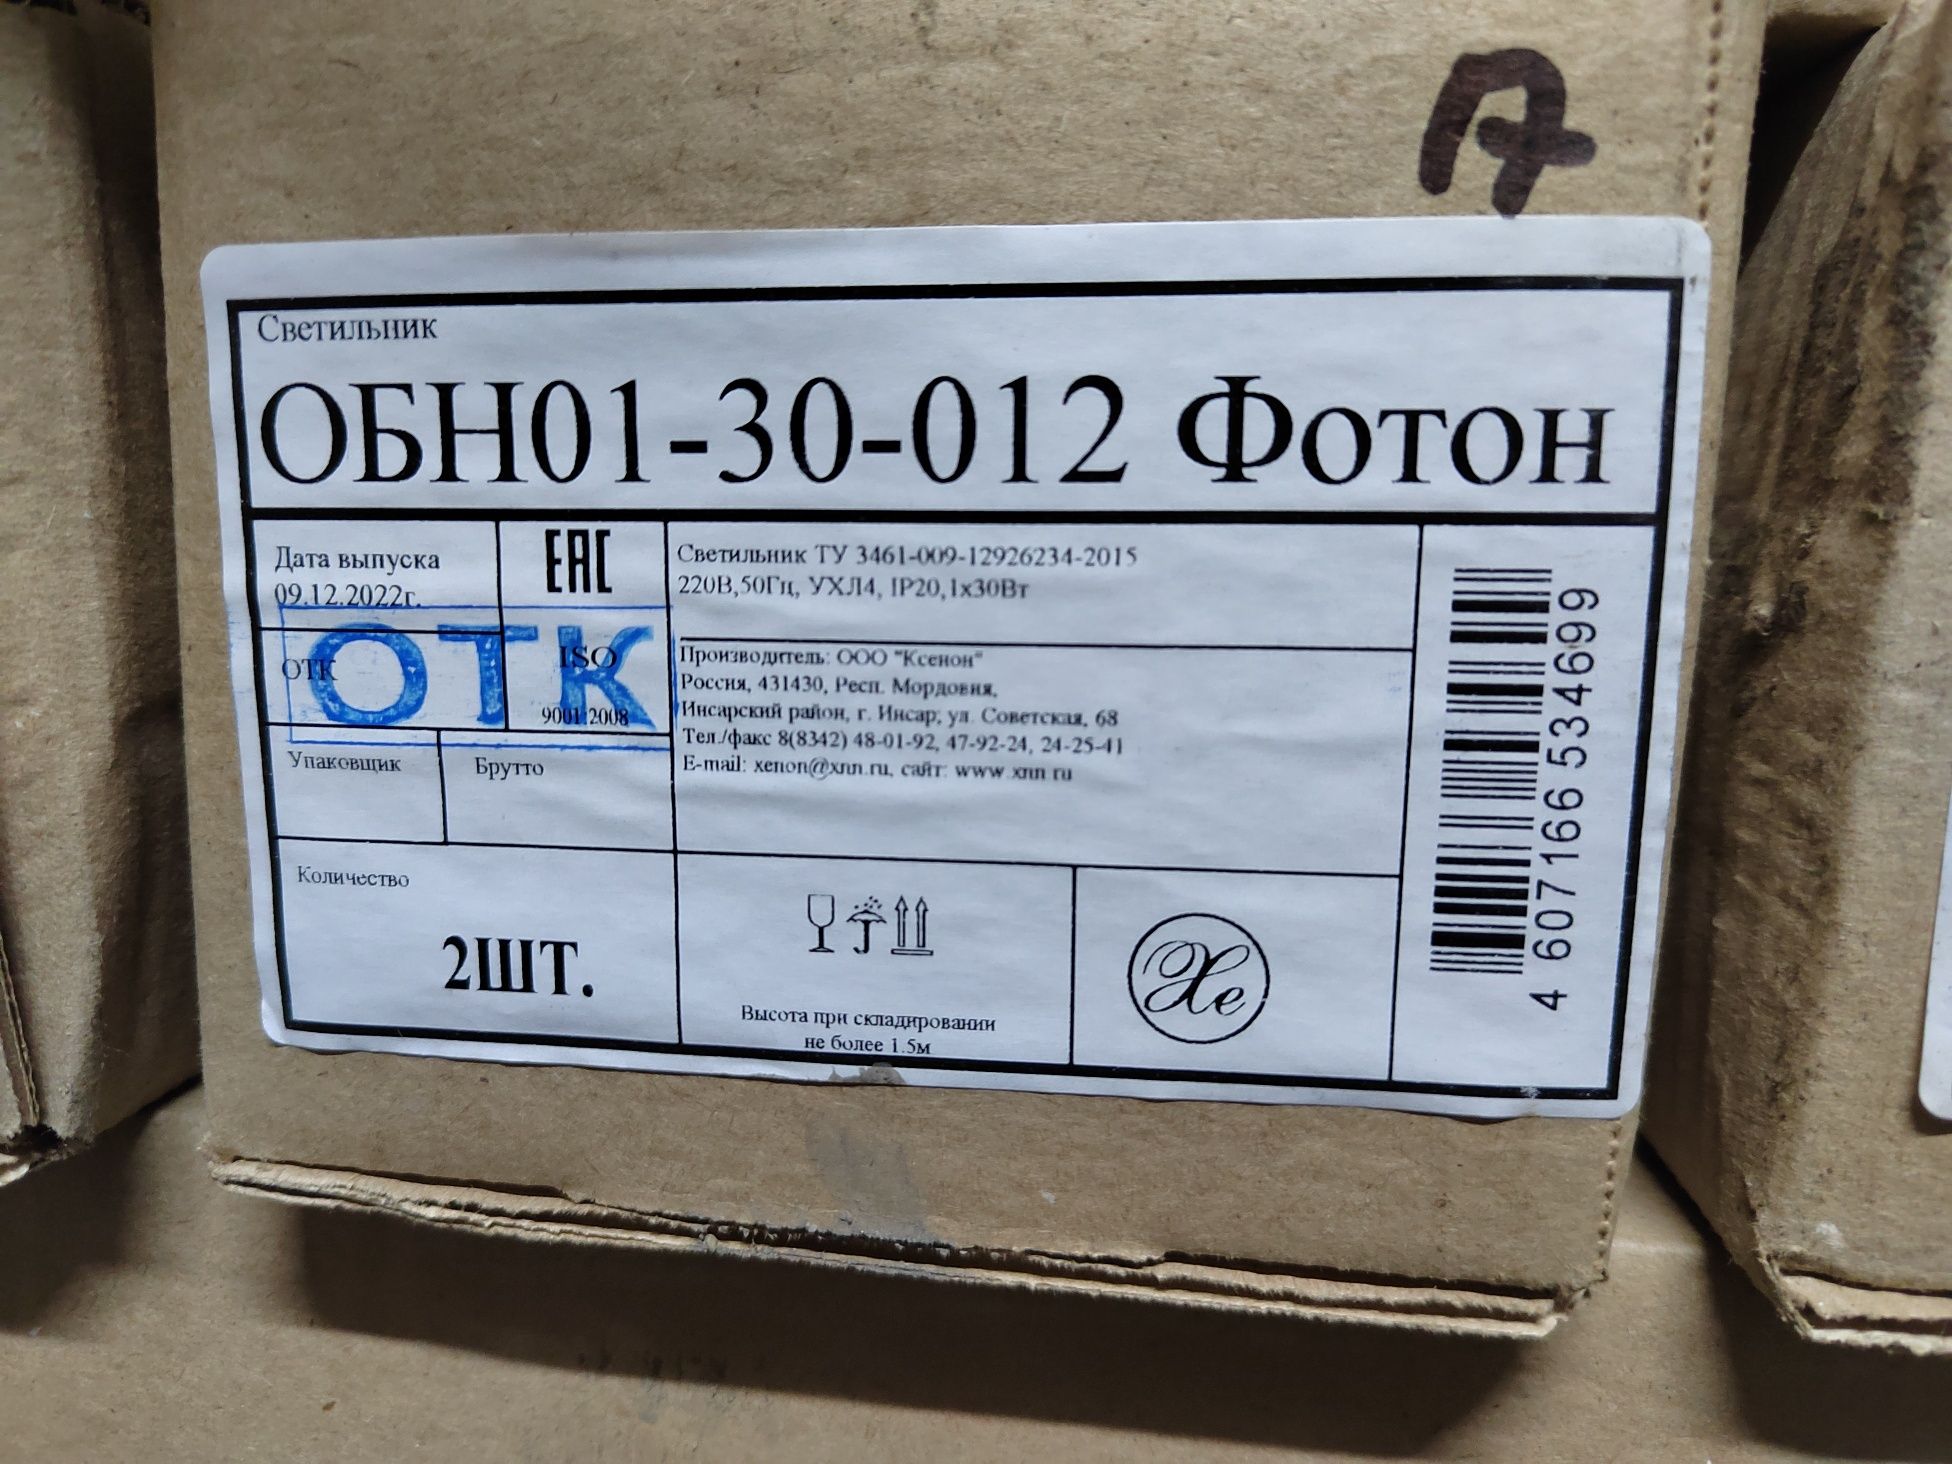 Светильник
ОБН01-30-012 Фотон
Дата выпуска
09.12.2022г.
EAC
ОТК
ОТК
ISO
9001:2008
Упаковщик
Брутто
Количество
2ШТ.
Светильник ТУ 3461-009-12926234-2015
220В,50Гц, УХЛ4, IP20,1х30Вт
Производитель: ООО "Ксенон"
Россия, 431430, Респ. Мордовия,
Инсарский район, г. Инсар, ул. Советская, 68
Тел./факс 8(8342) 48-01-92, 47-92-24, 24-25-41
E-mail: xenon@xnn.ru, сайт: www.xnn.ru
Высота при складировании
не более 1.5м
Xe
4 607166 534699